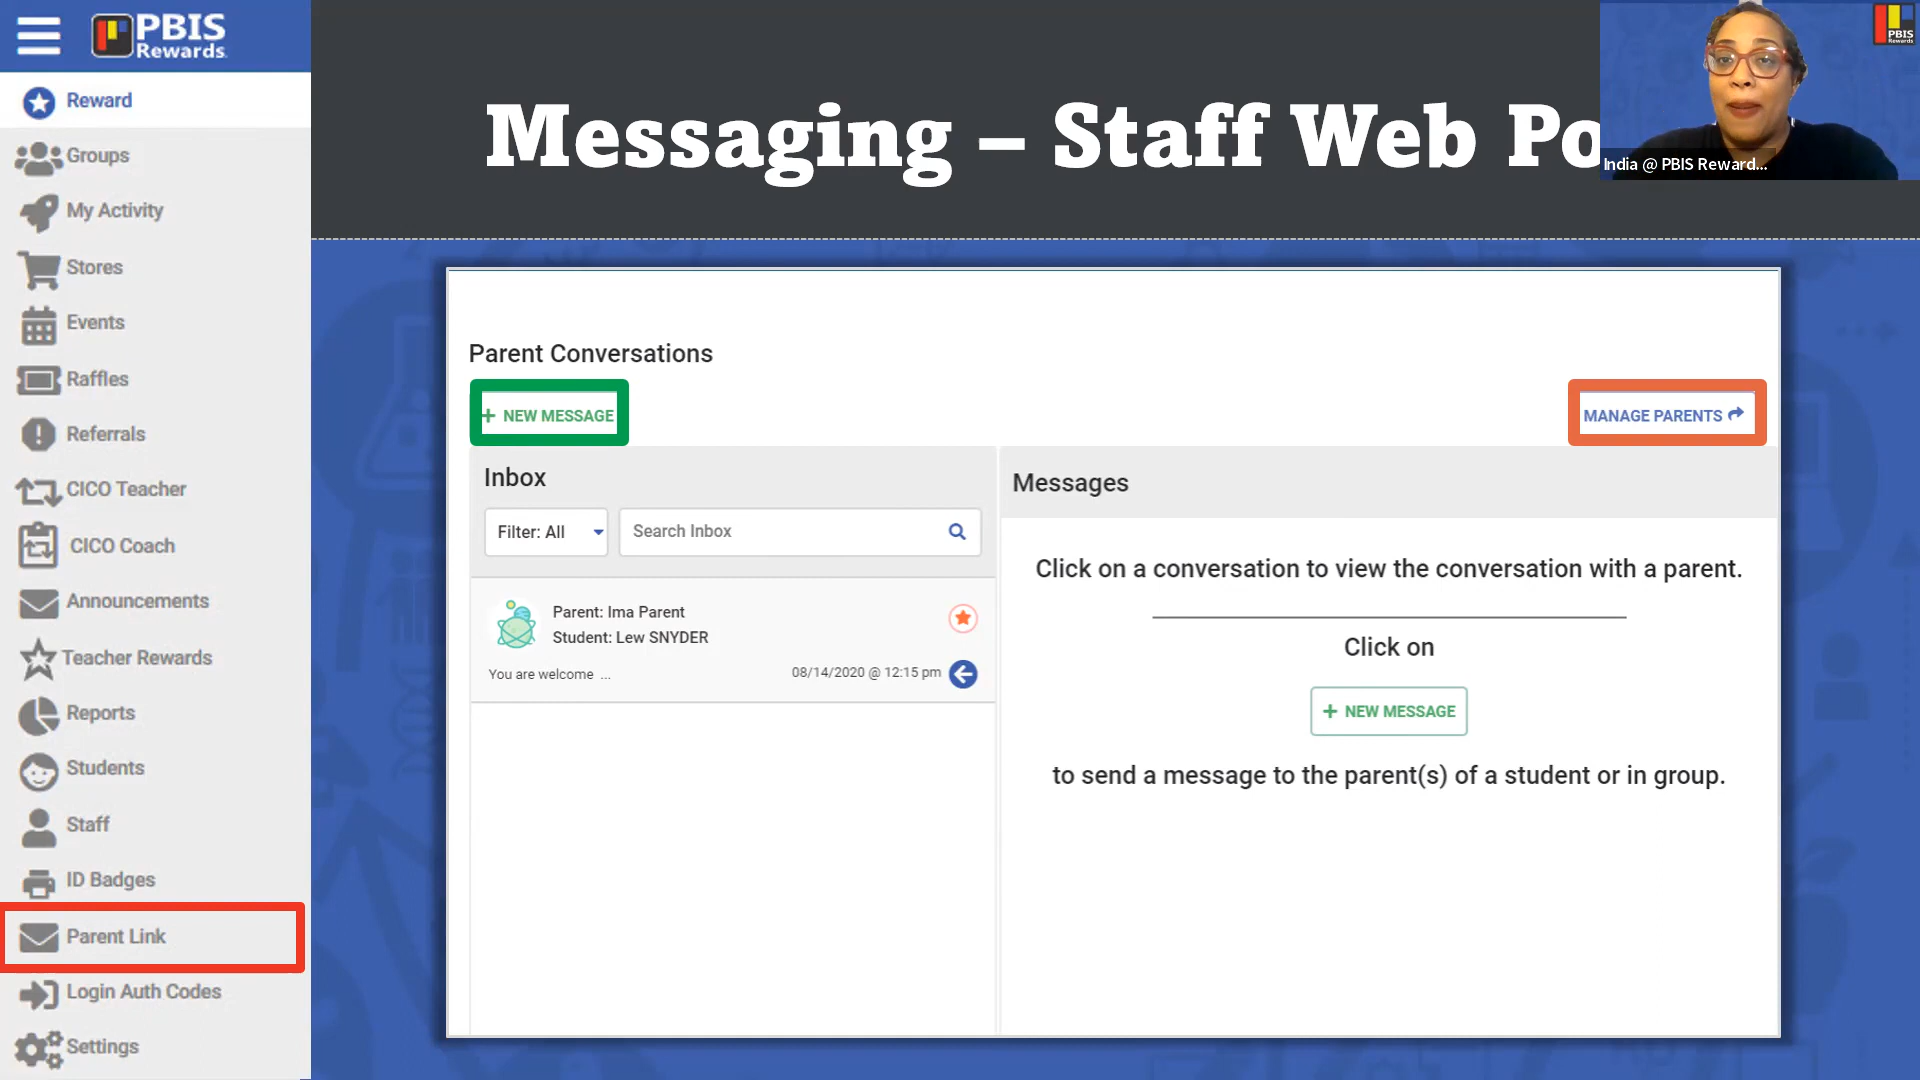 PBIS
Rewards
Reward
Groups
My Activity
Stores
Events
Raffles
Referrals
CICO Teacher
CICO Coach
Announcements
Teacher Rewards
Reports
Students
Staff
ID Badges
Parent Link
Login Auth Codes
Settings
Messaging – Staff Web Po
India @ PBIS Reward...
PBIS
Rewards
Parent Conversations
+ NEW MESSAGE
MANAGE PARENTS
Inbox
Filter: All
Search Inbox
Parent: Ima Parent
Student: Lew SNYDER
You are welcome ...
08/14/2020 @ 12:15 pm
Messages
Click on a conversation to view the conversation with a parent.
Click on
+ NEW MESSAGE
to send a message to the parent(s) of a student or in group.